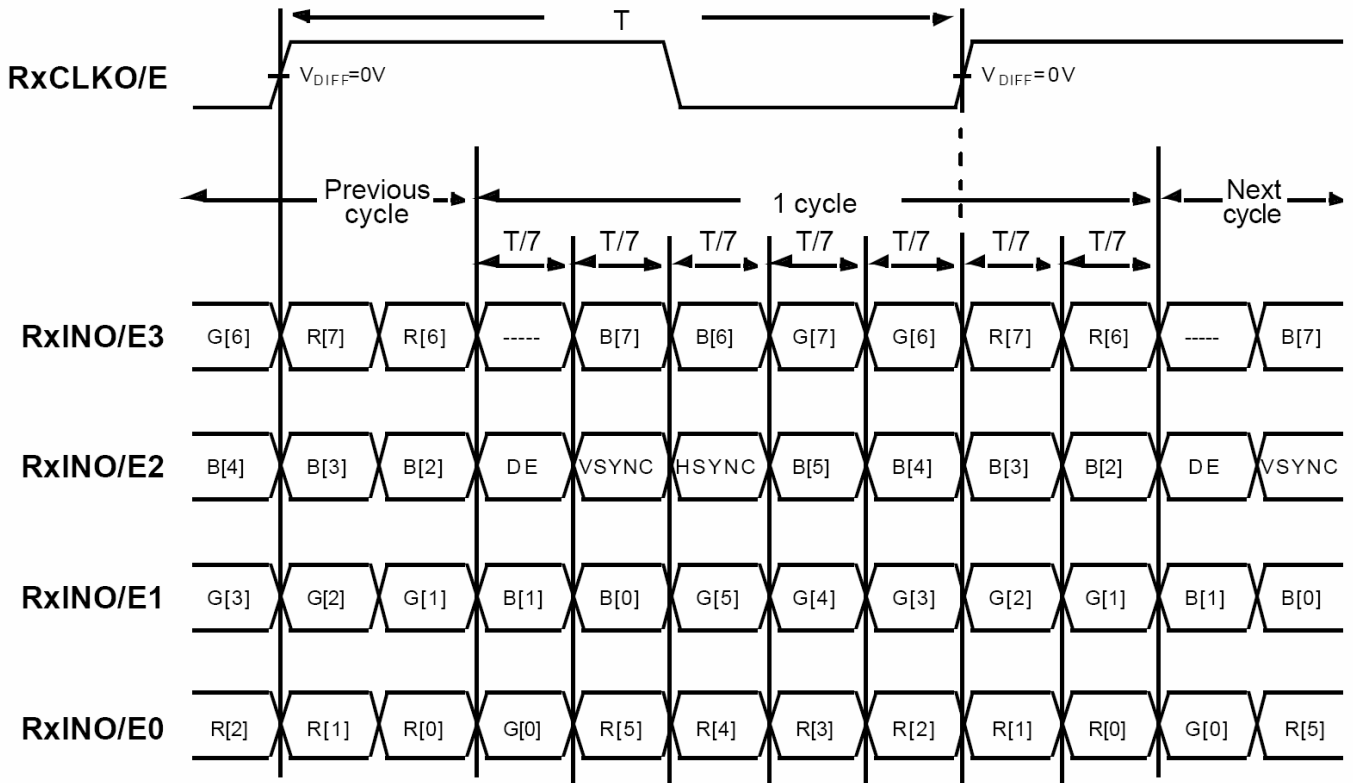 T
RxCLKO/E
V DIFF=0V
V DIFF=0V
Previous cycle
1 cycle
Next cycle
T/7 T/7 T/7 T/7 T/7 T/7 T/7
RxINO/E3 G[6] R[7] R[6] ----- B[7] B[6] G[7] G[6] R[7] R[6] ----- B[7]
RxINO/E2 B[4] B[3] B[2] DE VSYNC HSYNC B[5] B[4] B[3] B[2] DE VSYNC
RxINO/E1 G[3] G[2] G[1] B[1] B[0] G[5] G[4] G[3] G[2] G[1] B[1] B[0]
RxINO/E0 R[2] R[1] R[0] G[0] R[5] R[4] R[3] R[2] R[1] R[0] G[0] R[5]